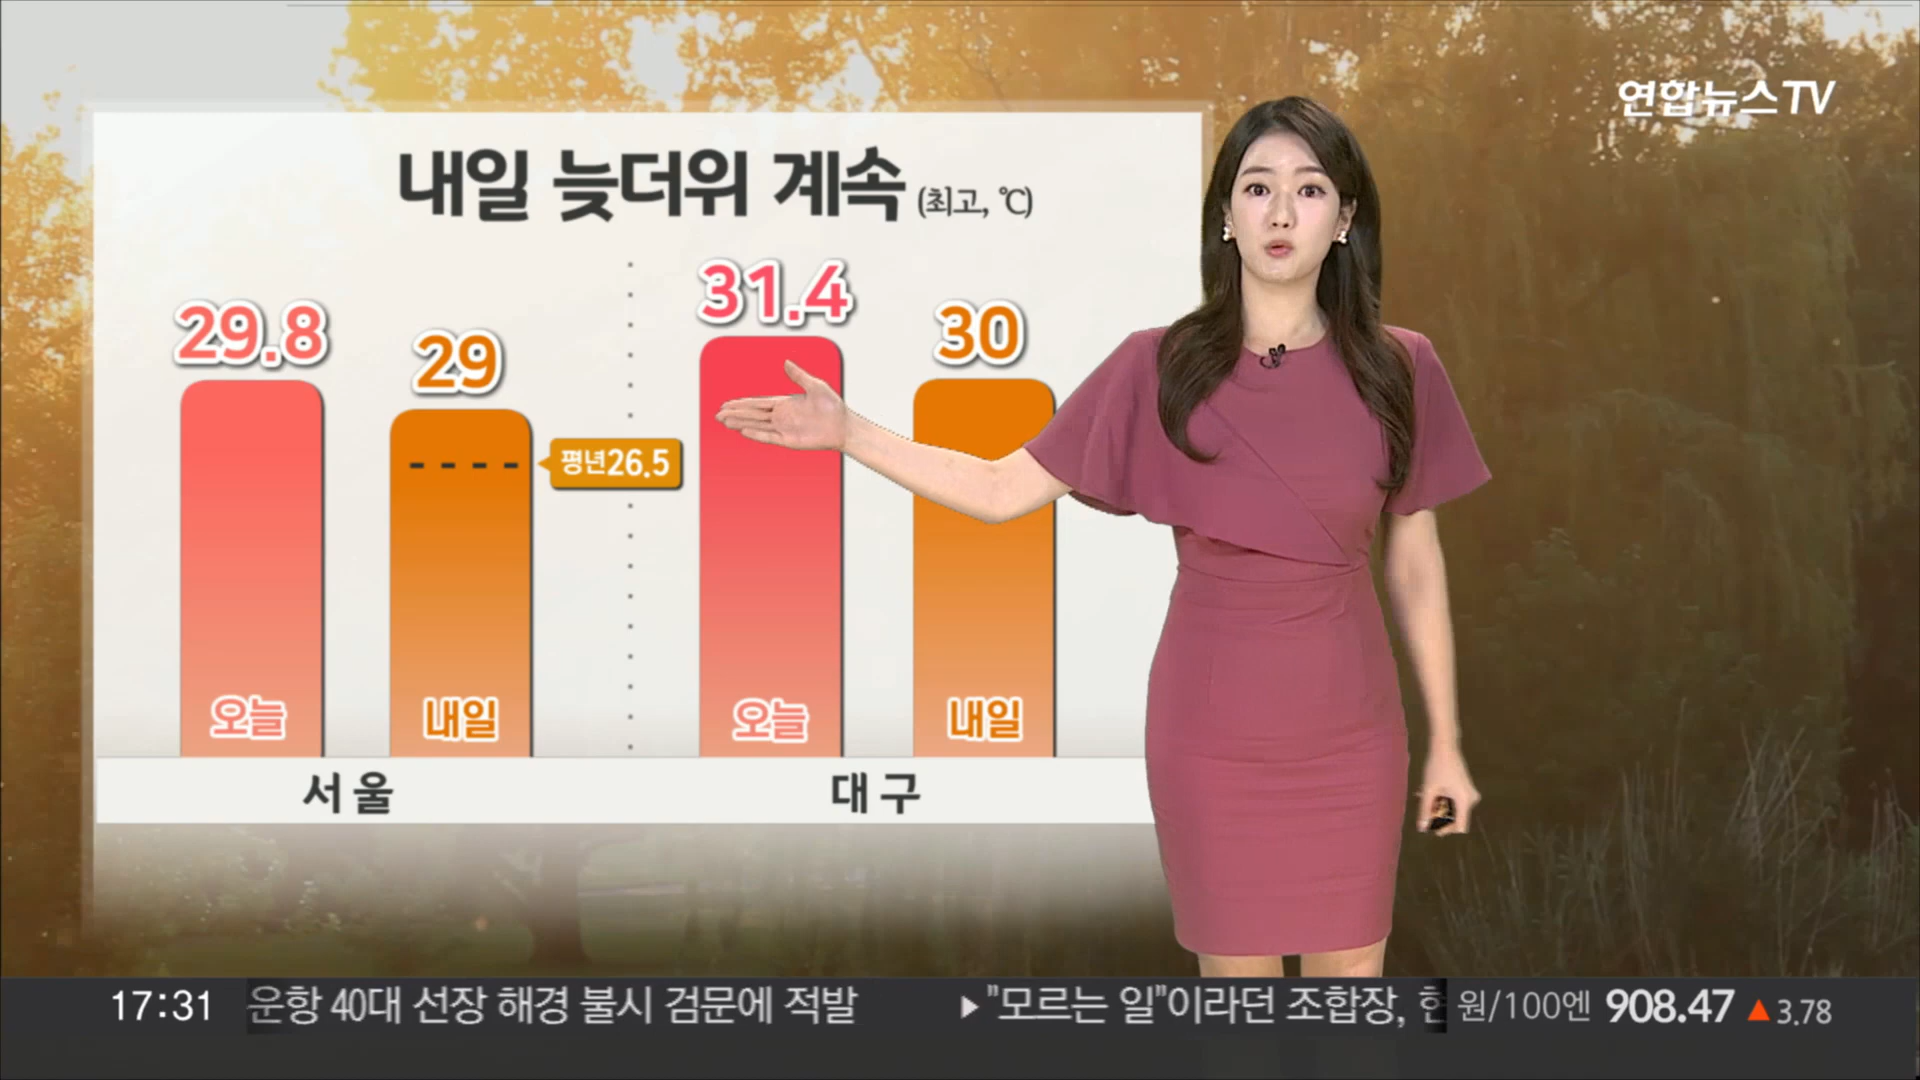 연합뉴스TV
내일 늦더위 계속 (최고, ℃)
29.8
29
31.4
30
평년26.5
오늘
내일
오늘
내일
서울
대구
17:31 운항 40대 선장 해경 불시 검문에 적발 ▶"모르는 일"이라던 조합장, 원/100엔 908.47 ▲3.78